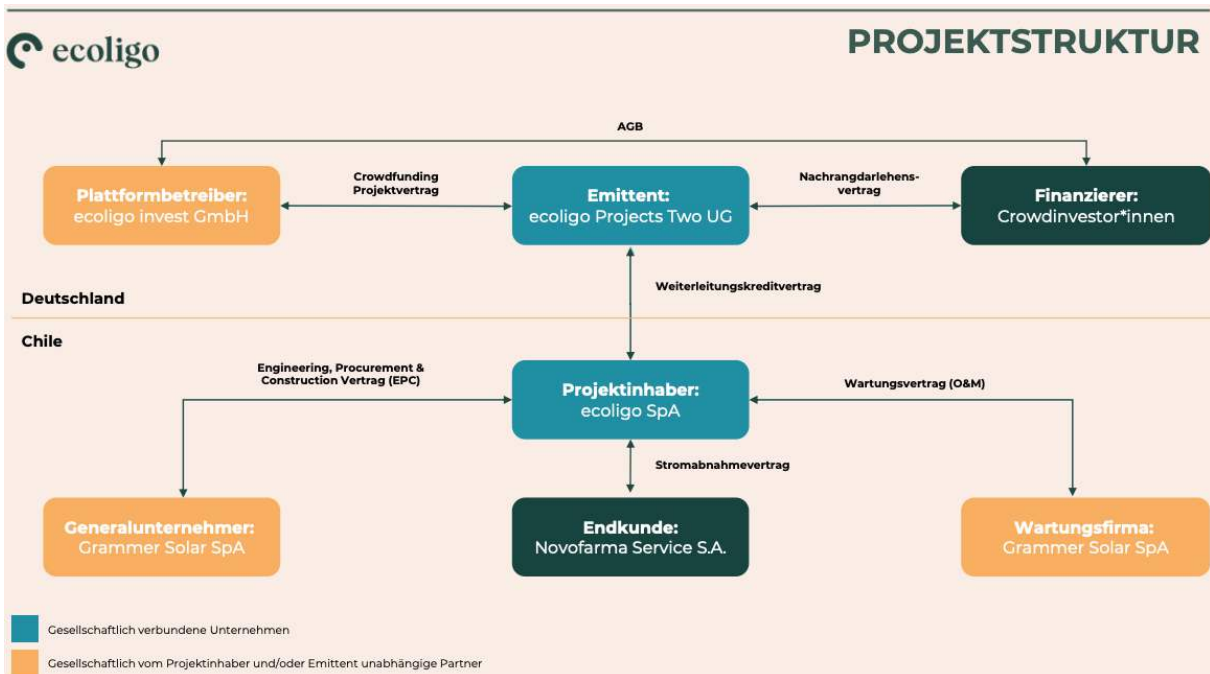 ecoligo
PROJEKTSTRUKTUR
AGB
Plattformbetreiber:
ecoligo invest GmbH
Crowdfunding
Projektvertrag
Emittent:
ecoligo Projects Two UG
Nachrangdarlehens-
vertrag
Finanzierer:
Crowdinvestor*innen
Weiterleitungskreditvertrag
Deutschland
Chile
Engineering, Procurement &
Construction Vertrag (EPC)
Projektinhaber:
ecoligo SpA
Wartungsvertrag (O&M)
Stromabnahmevertrag
Generalunternehmer:
Grammer Solar SpA
Endkunde:
Novofarma Service S.A.
Wartungsfirma:
Grammer Solar SpA
Gesellschaftlich verbundene Unternehmen
Gesellschaftlich vom Projektinhaber und/oder Emittent unabhängige Partner